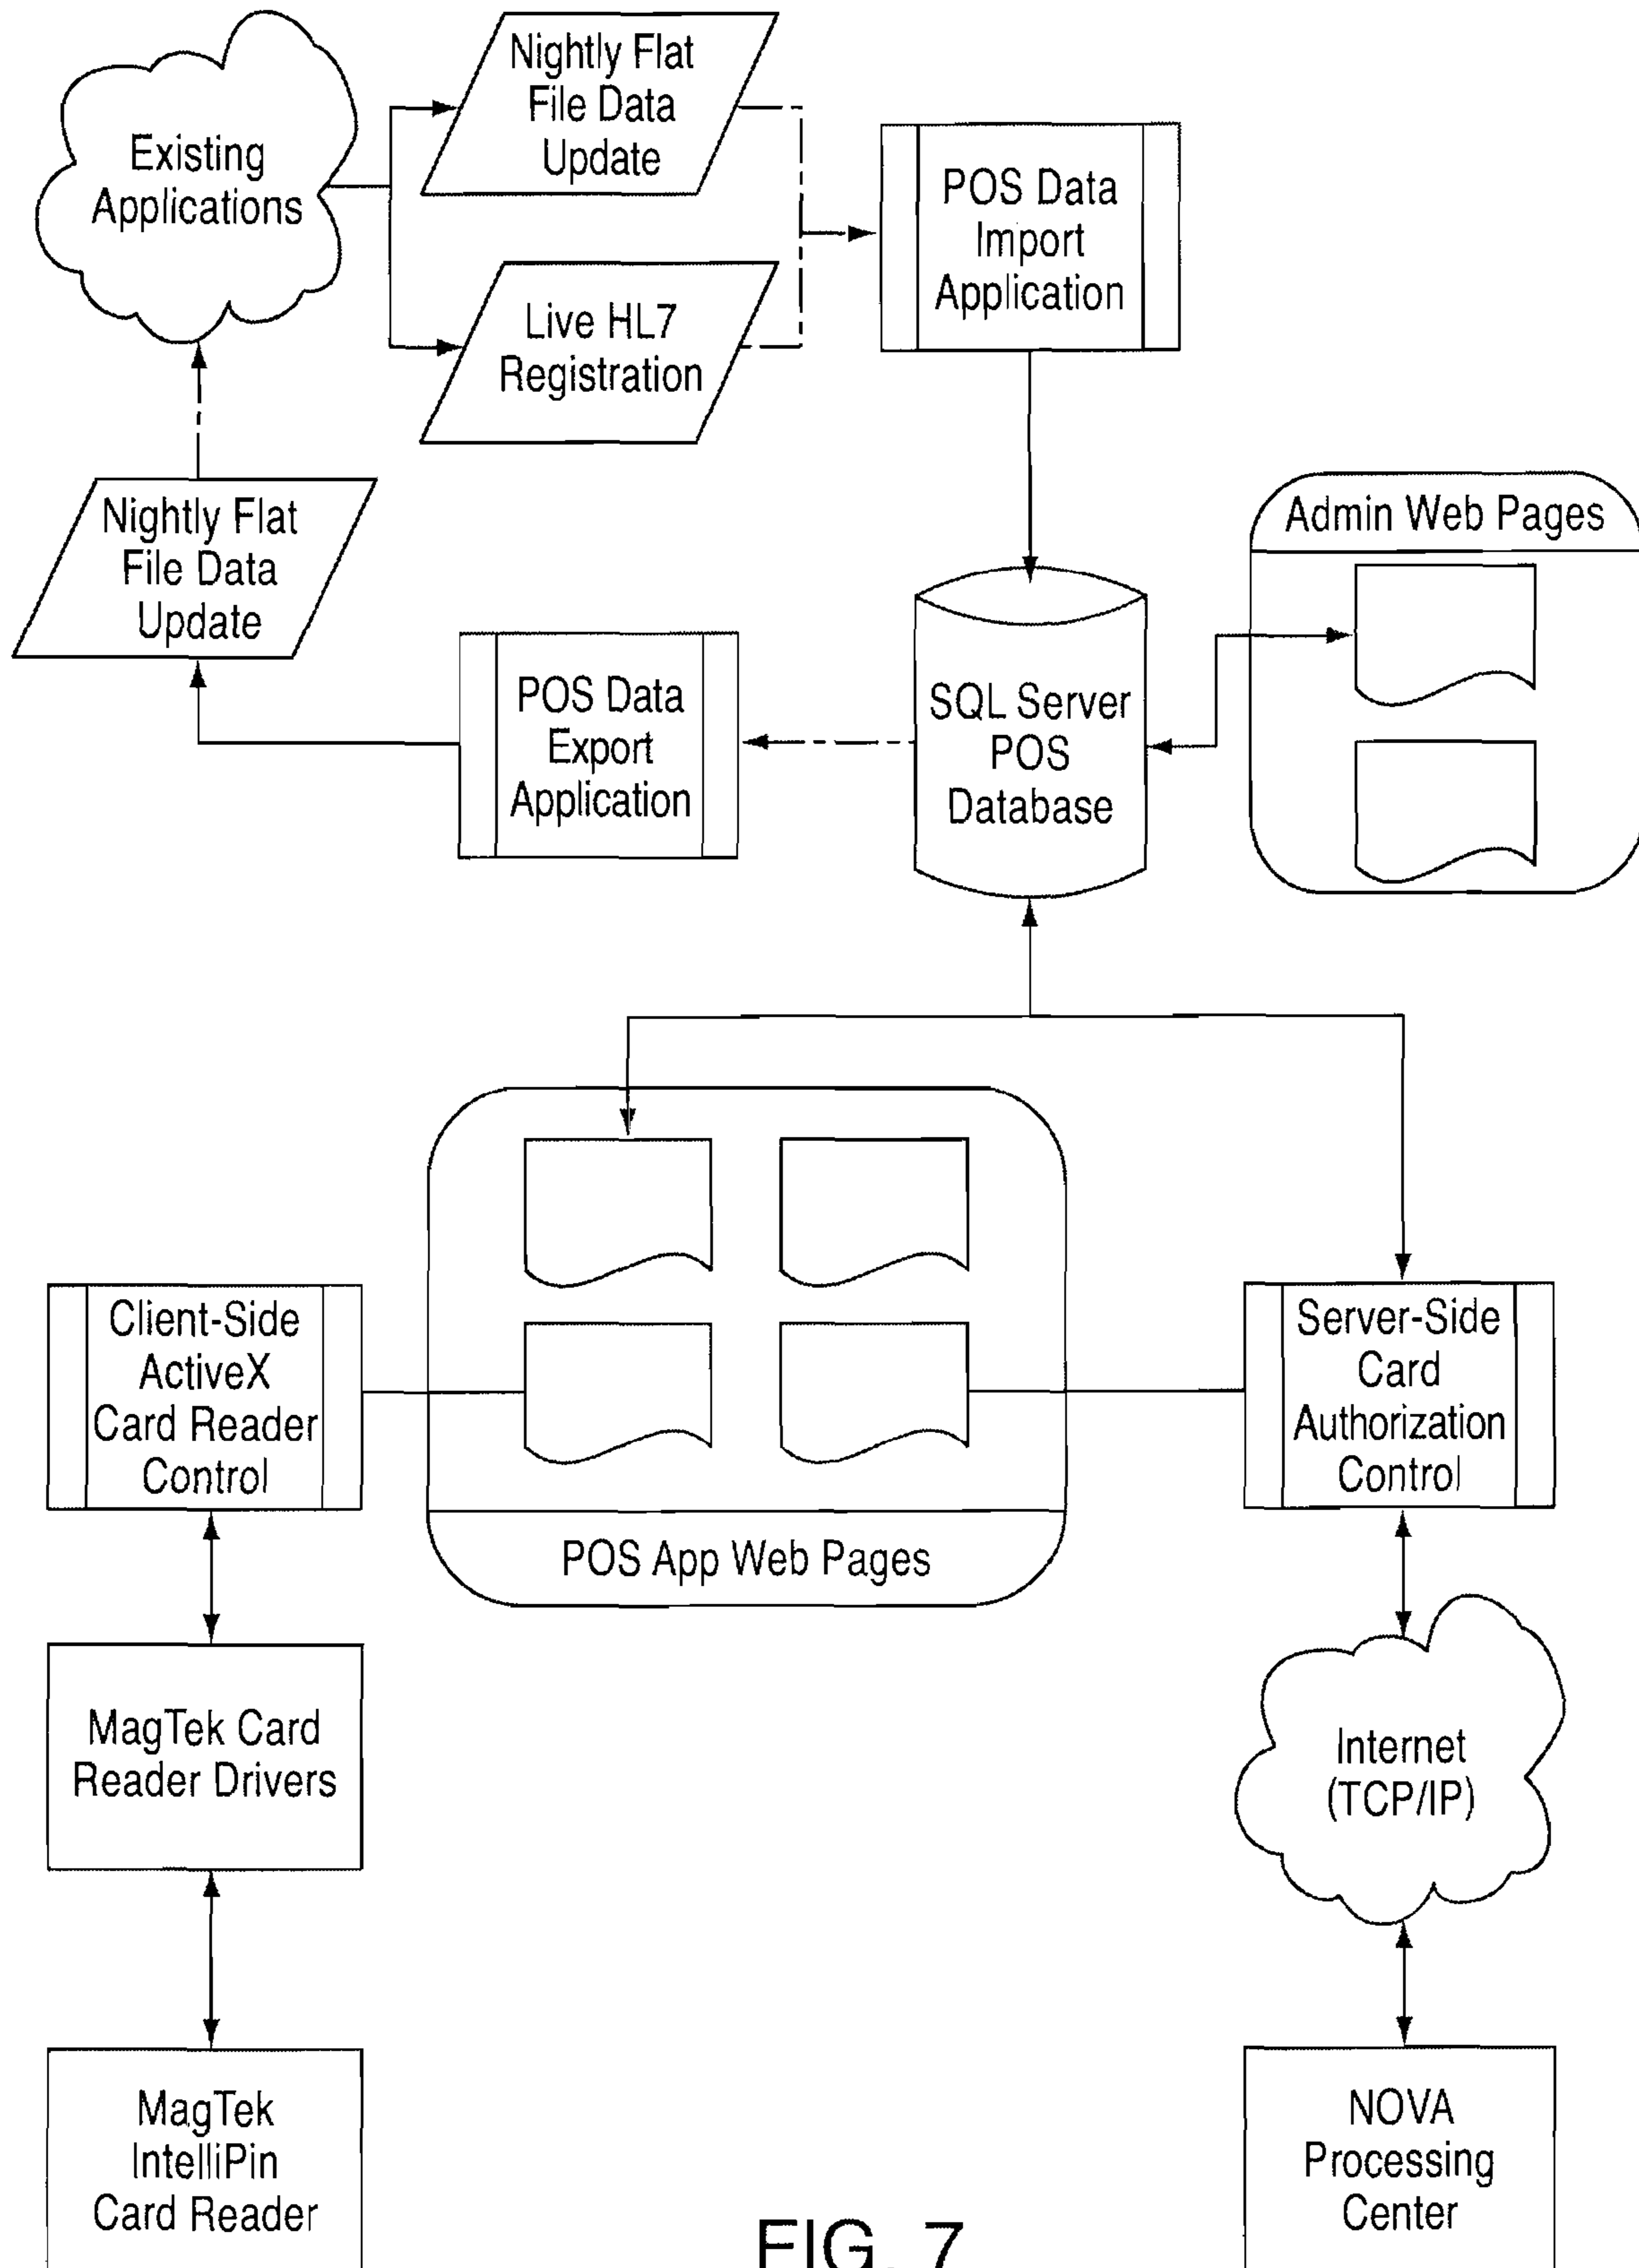 Nightly Flat
File Data
Update
Existing
Applications
POS Data
Import
Application
Live HL7
Registration
Nightly Flat
File Data
Update
Admin Web Pages
POS Data
Export
Application
SQL Server
POS
Database
Client-Side
ActiveX
Card Reader
Control
Server-Side
Card
Authorization
Control
POS App Web Pages
MagTek Card
Reader Drivers
Internet
(TCP/IP)
MagTek
IntelliPin
Card Reader
NOVA
Processing
Center
FIG. 7